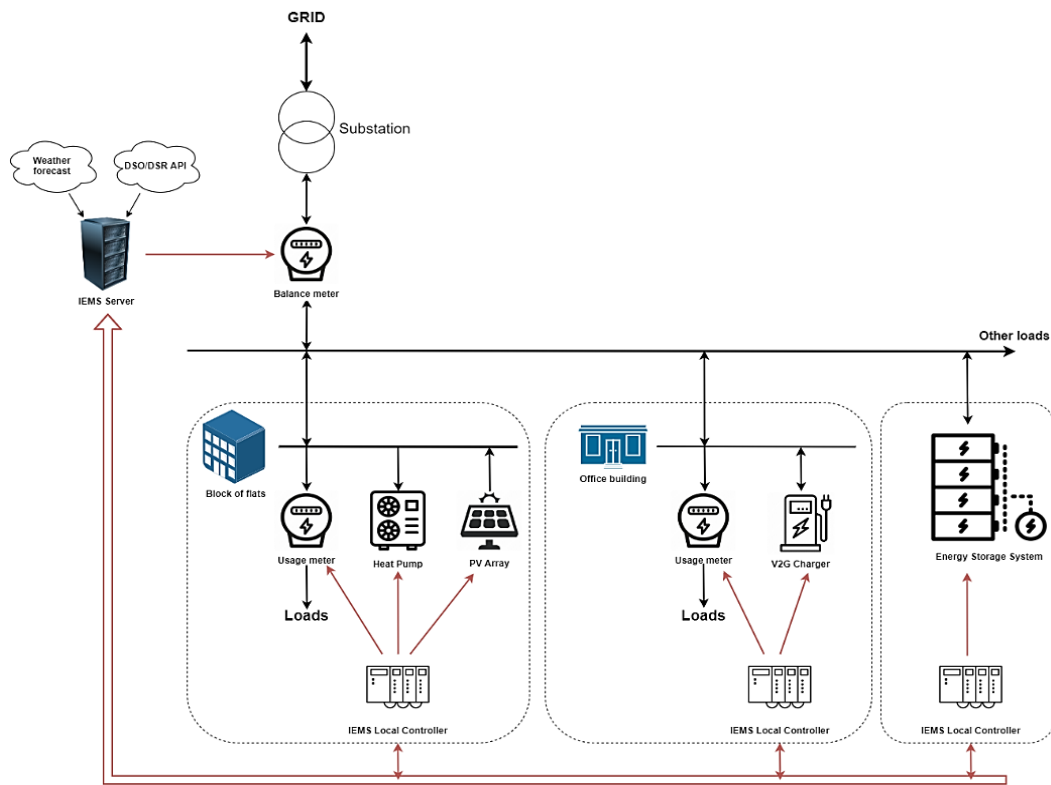 GRID
Substation
Weather
forecast
DSO/DSR API
IEMS Server
Balance meter
Other loads
Block of flats
Office building
Usage meter
Heat Pump
PV Array
Usage meter
V2G Charger
Energy Storage System
Loads
Loads
IEMS Local Controller
IEMS Local Controller
IEMS Local Controller